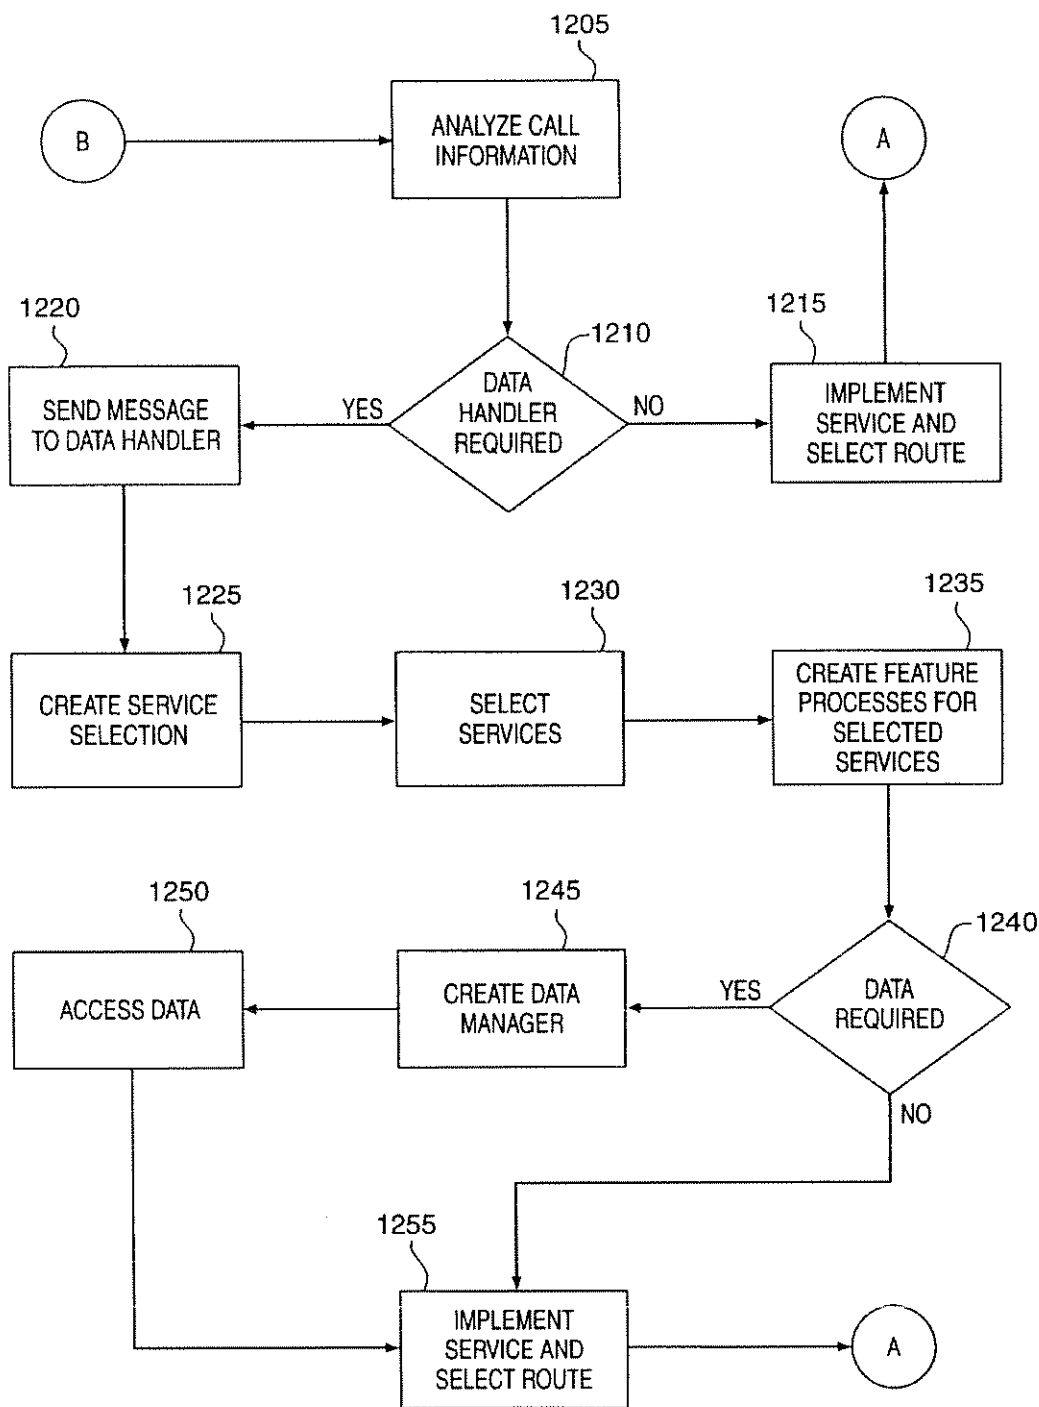 1205
B
ANALYZE CALL
INFORMATION
A
1220
1210
1215
SEND MESSAGE
TO DATA HANDLER
YES
DATA
HANDLER
REQUIRED
NO
IMPLEMENT
SERVICE AND
SELECT ROUTE
1225
1230
1235
CREATE SERVICE
SELECTION
SELECT
SERVICES
CREATE FEATURE
PROCESSES FOR
SELECTED
SERVICES
1250
1245
1240
ACCESS DATA
CREATE DATA
MANAGER
YES
DATA
REQUIRED
NO
1255
IMPLEMENT
SERVICE AND
SELECT ROUTE
A